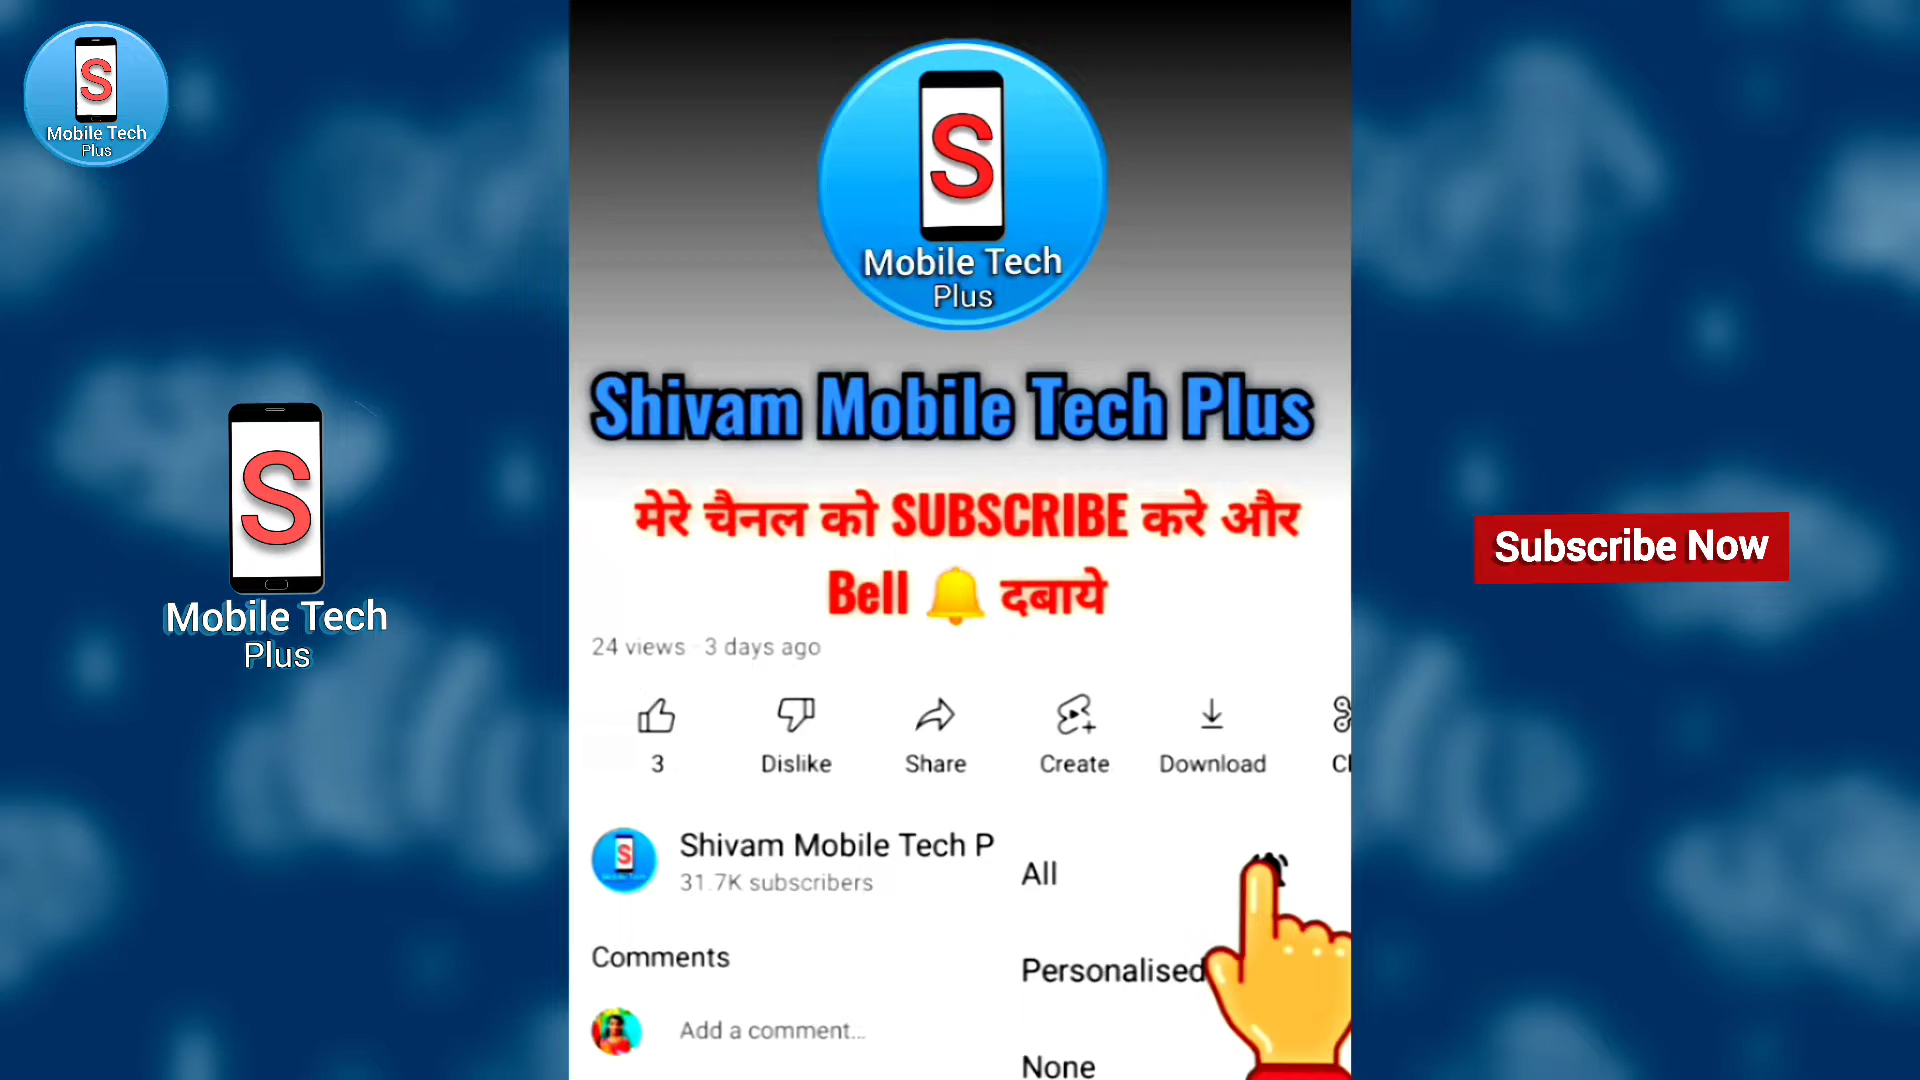 S
Mobile Tech
Plus
S
Mobile Tech
Plus
Shivam Mobile Tech Plus
मेरे चैनल को SUBSCRIBE करे और
Bell 🔔 दबाये
24 views · 3 days ago
3
Dislike
Share
Create
Download
S
Shivam Mobile Tech P
31.7K subscribers
All
Comments
Personalised
Add a comment...
None
S
Mobile Tech
Plus
Subscribe Now